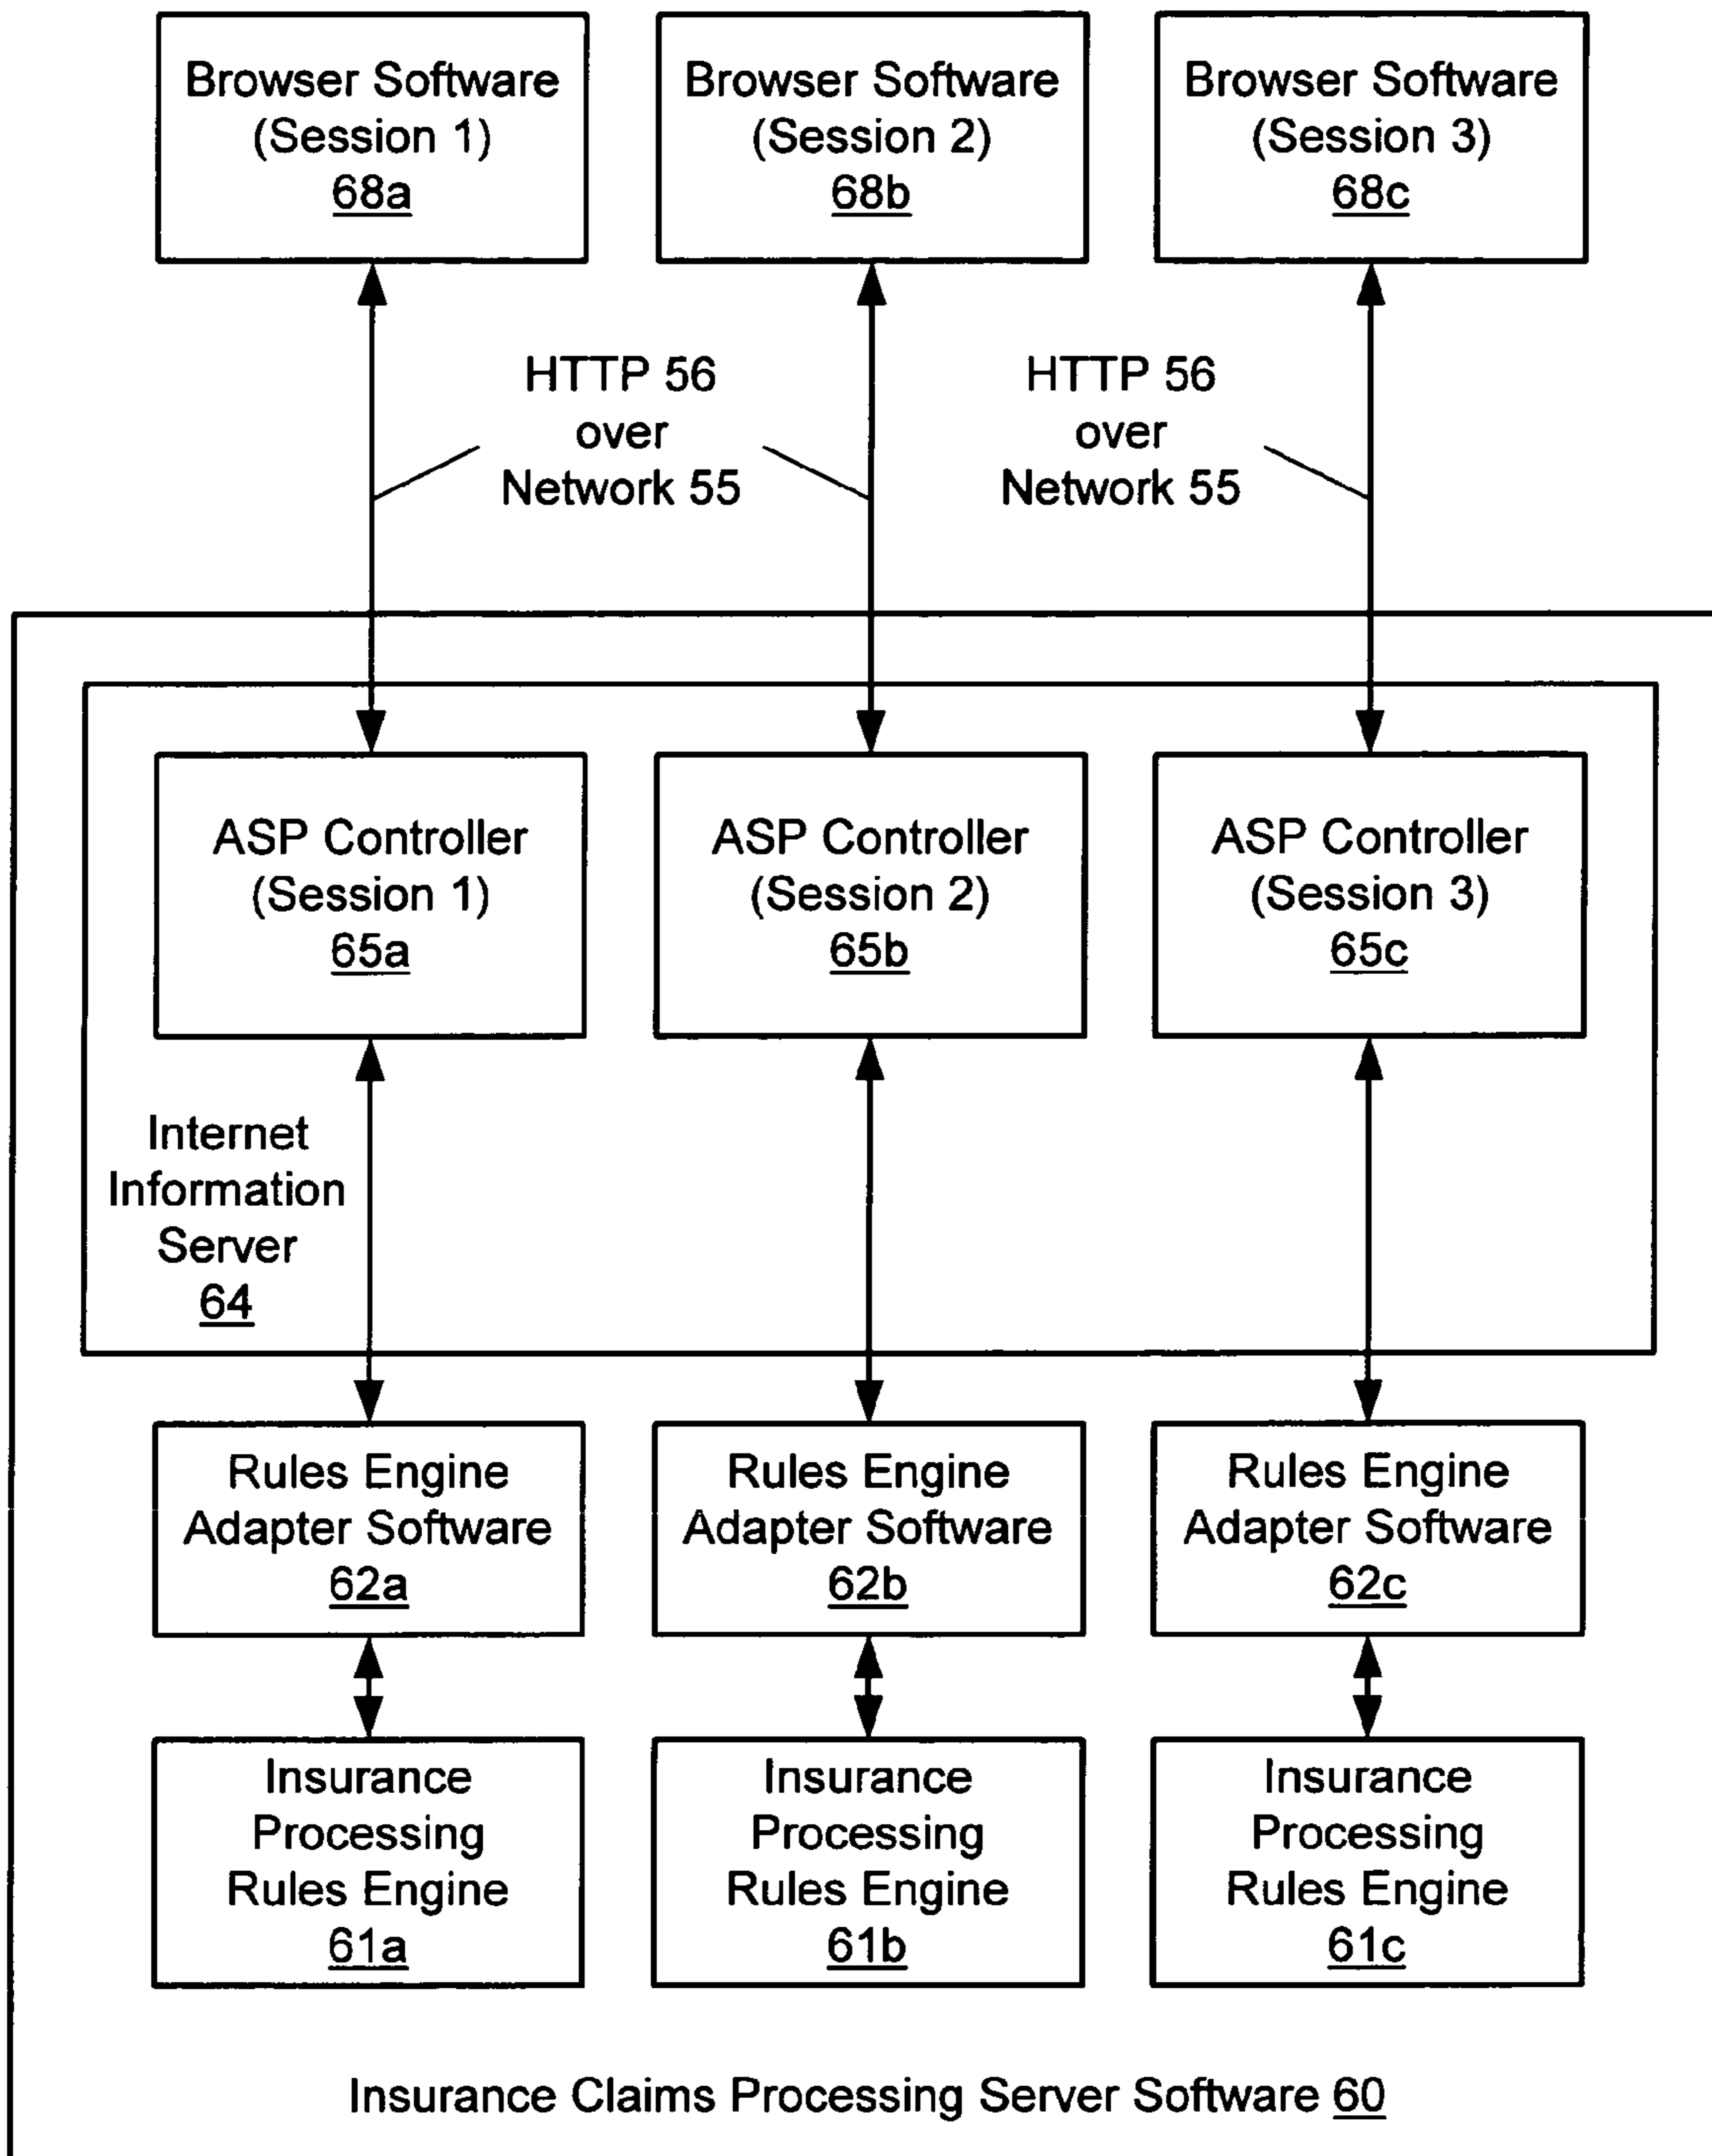 Browser Software
(Session 1)
68a
Browser Software
(Session 2)
68b
Browser Software
(Session 3)
68c
HTTP 56
over
Network 55
HTTP 56
over
Network 55
ASP Controller
(Session 1)
65a
ASP Controller
(Session 2)
65b
ASP Controller
(Session 3)
65c
Internet
Information
Server
64
Rules Engine
Adapter Software
62a
Rules Engine
Adapter Software
62b
Rules Engine
Adapter Software
62c
Insurance
Processing
Rules Engine
61a
Insurance
Processing
Rules Engine
61b
Insurance
Processing
Rules Engine
61c
Insurance Claims Processing Server Software 60